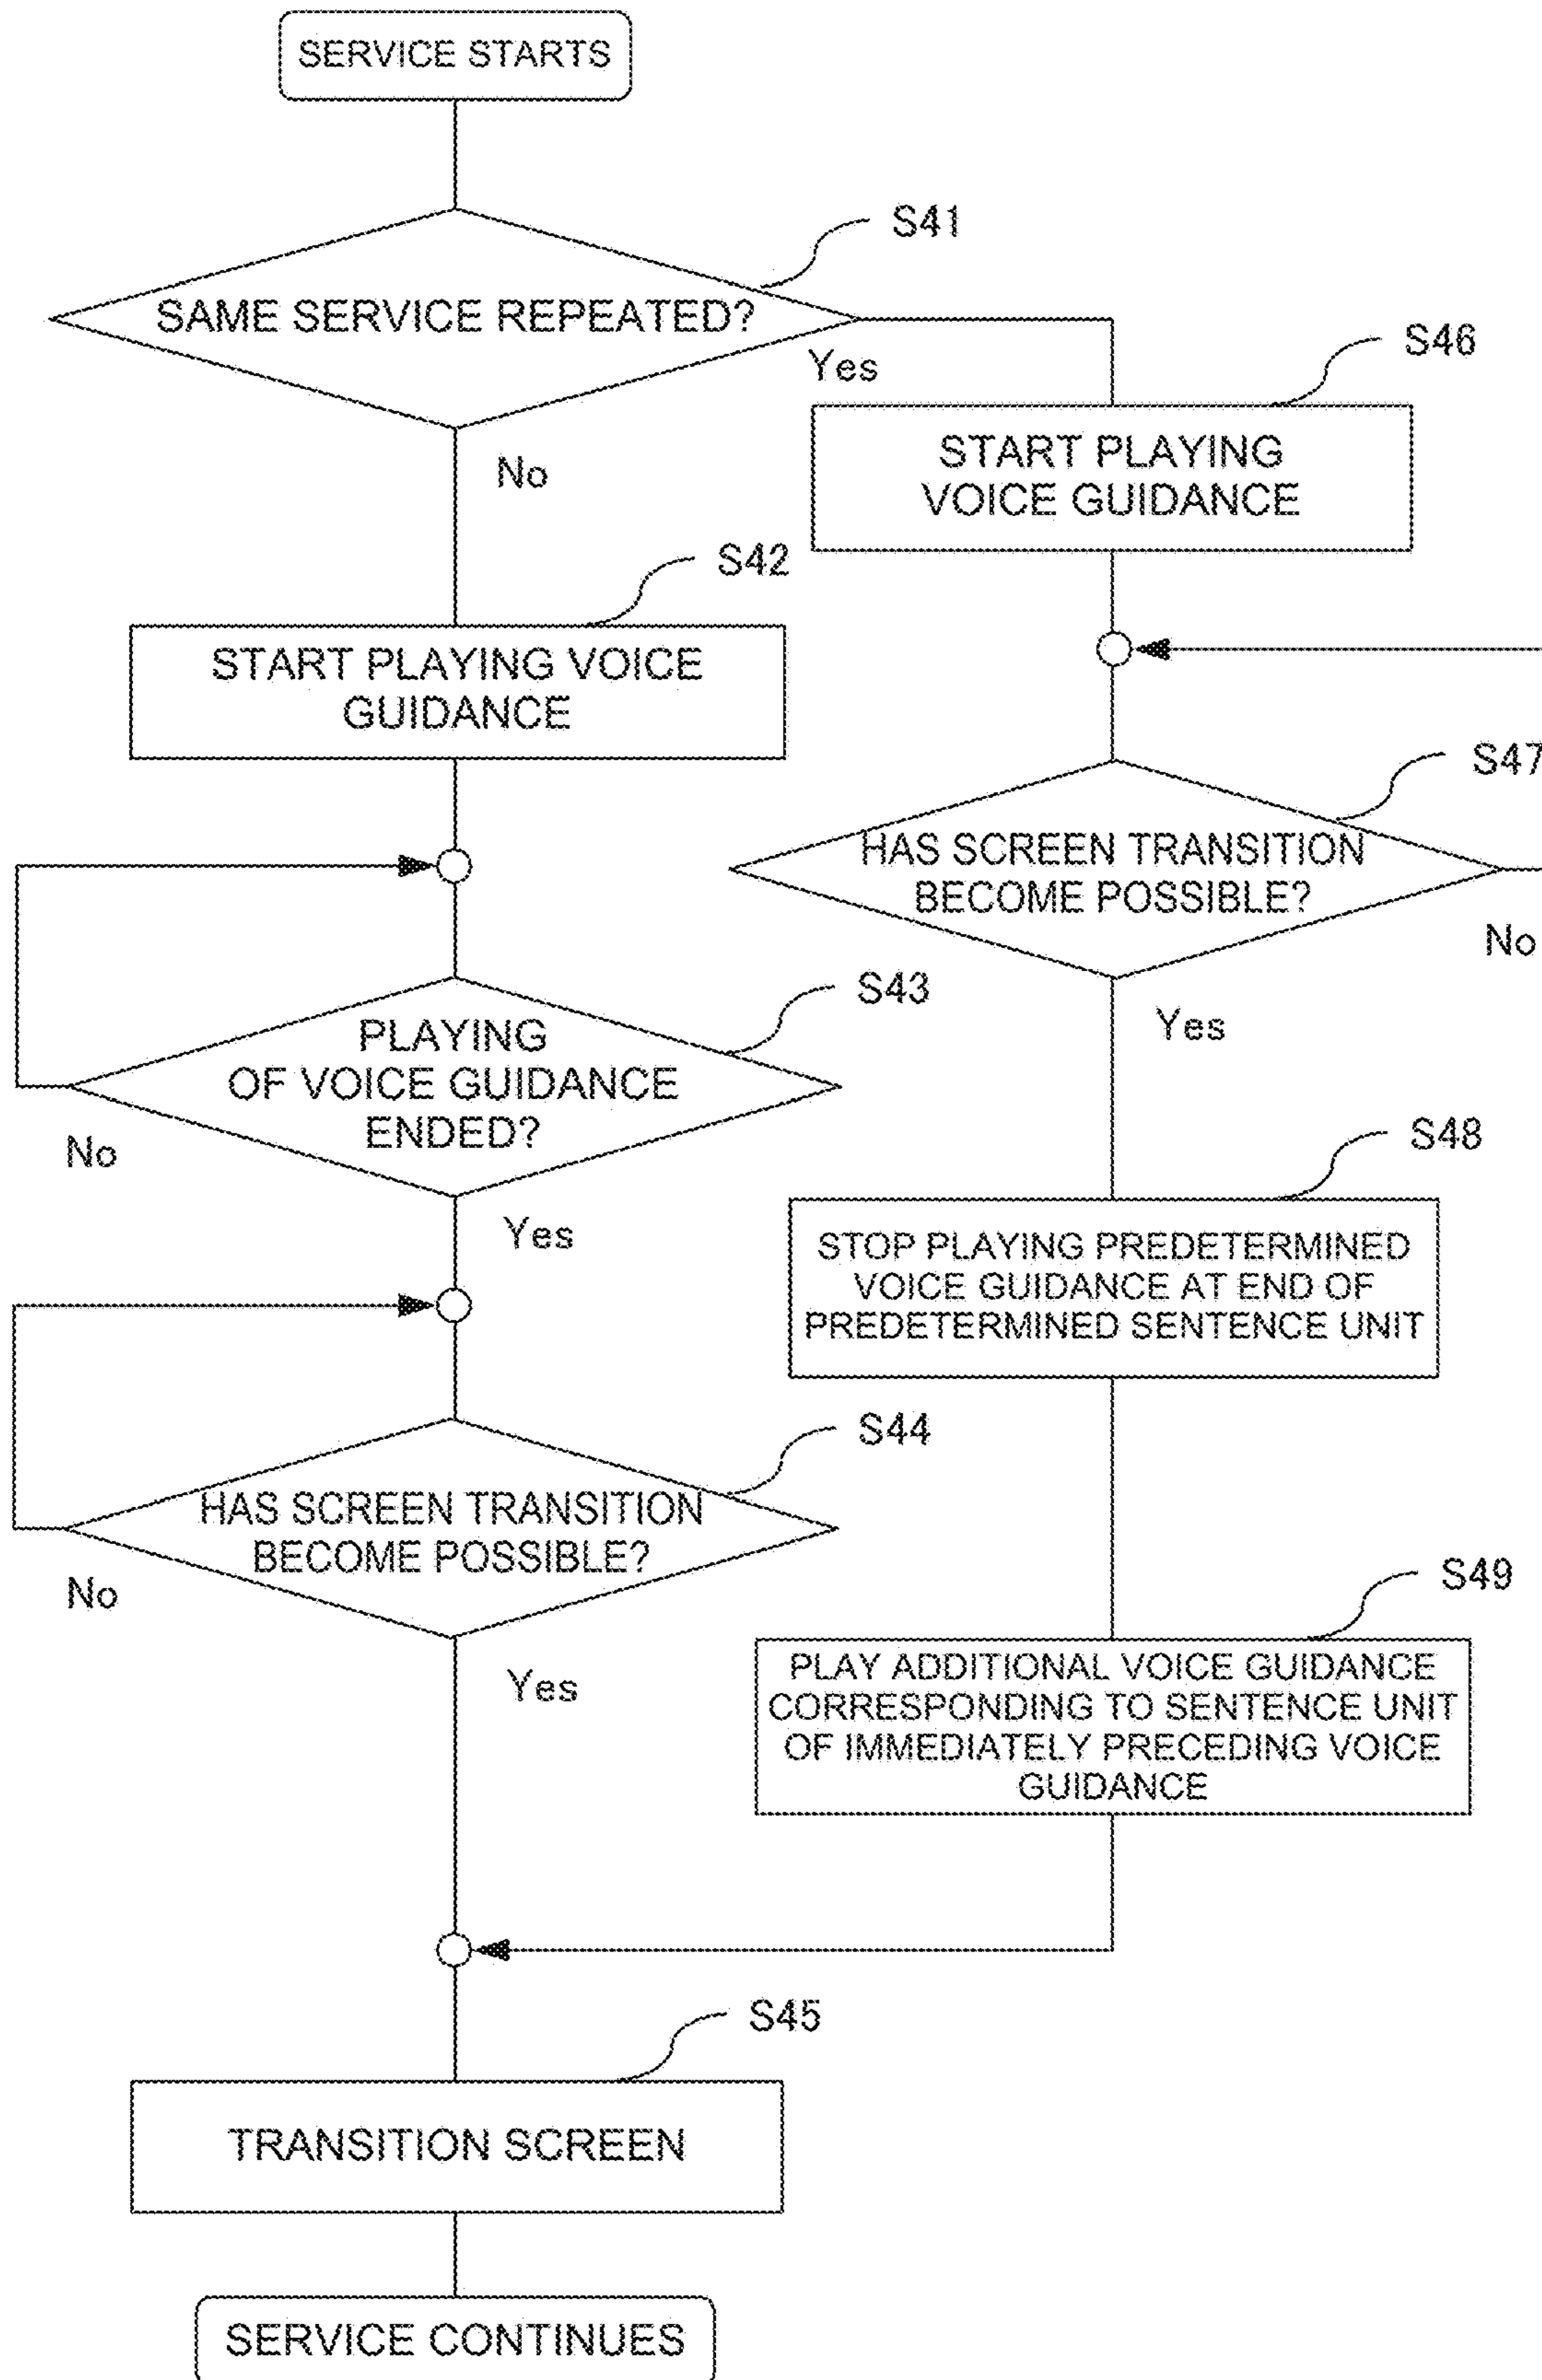 SERVICE STARTS
S41
SAME SERVICE REPEATED?
Yes
No
S46
START PLAYING
VOICE GUIDANCE
S42
START PLAYING VOICE
GUIDANCE
S47
HAS SCREEN TRANSITION
BECOME POSSIBLE?
No
Yes
S43
PLAYING
OF VOICE GUIDANCE
ENDED?
No
Yes
S48
STOP PLAYING PREDETERMINED
VOICE GUIDANCE AT END OF
PREDETERMINED SENTENCE UNIT
S44
HAS SCREEN TRANSITION
BECOME POSSIBLE?
No
Yes
S49
PLAY ADDITIONAL VOICE GUIDANCE
CORRESPONDING TO SENTENCE UNIT
OF IMMEDIATELY PRECEDING VOICE
GUIDANCE
S45
TRANSITION SCREEN
SERVICE CONTINUES